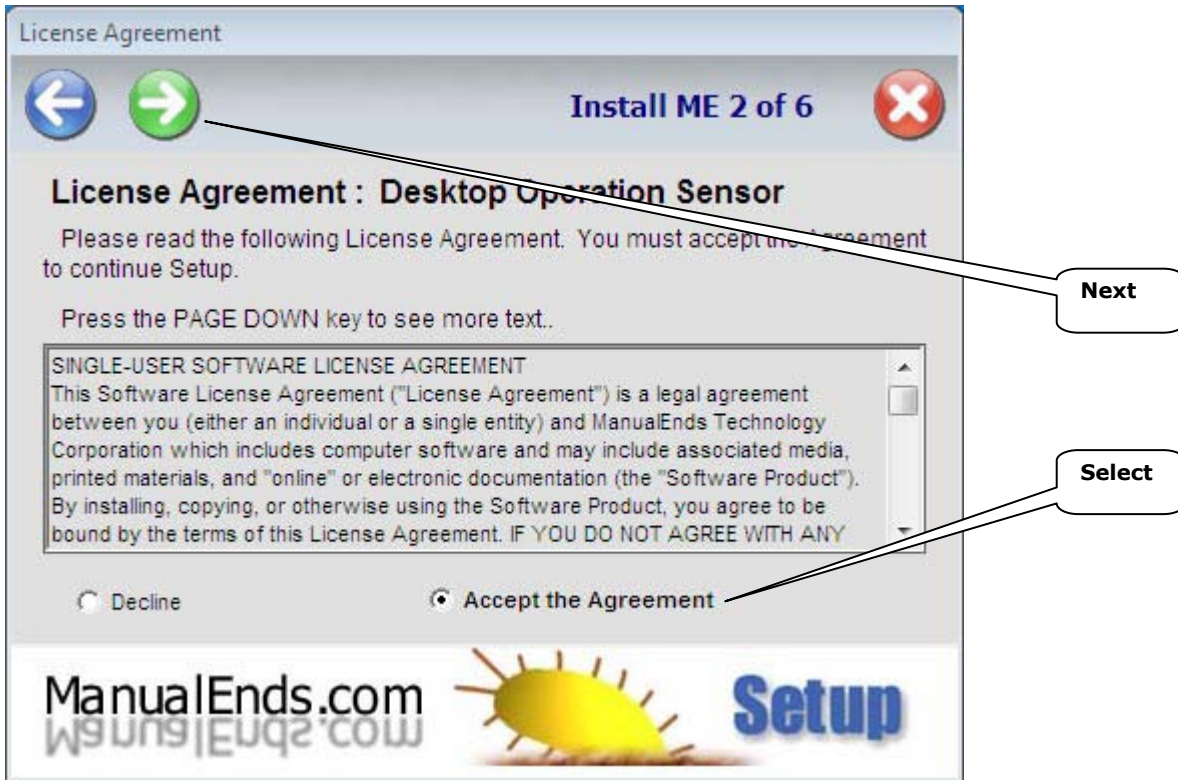 License Agreement
Install ME 2 of 6
License Agreement : Desktop Operation Sensor
Please read the following License Agreement. You must accept the Agreement
to continue Setup.
Next
Press the PAGE DOWN key to see more text..
SINGLE-USER SOFTWARE LICENSE AGREEMENT
This Software License Agreement ("License Agreement") is a legal agreement
between you (either an individual or a single entity) and ManualEnds Technology
Corporation which includes computer software and may include associated media,
printed materials, and "online" or electronic documentation (the "Software Product").
By installing, copying, or otherwise using the Software Product, you agree to be
bound by the terms of this License Agreement. IF YOU DO NOT AGREE WITH ANY
Select
Decline
Accept the Agreement
ManualEnds.com
Setup